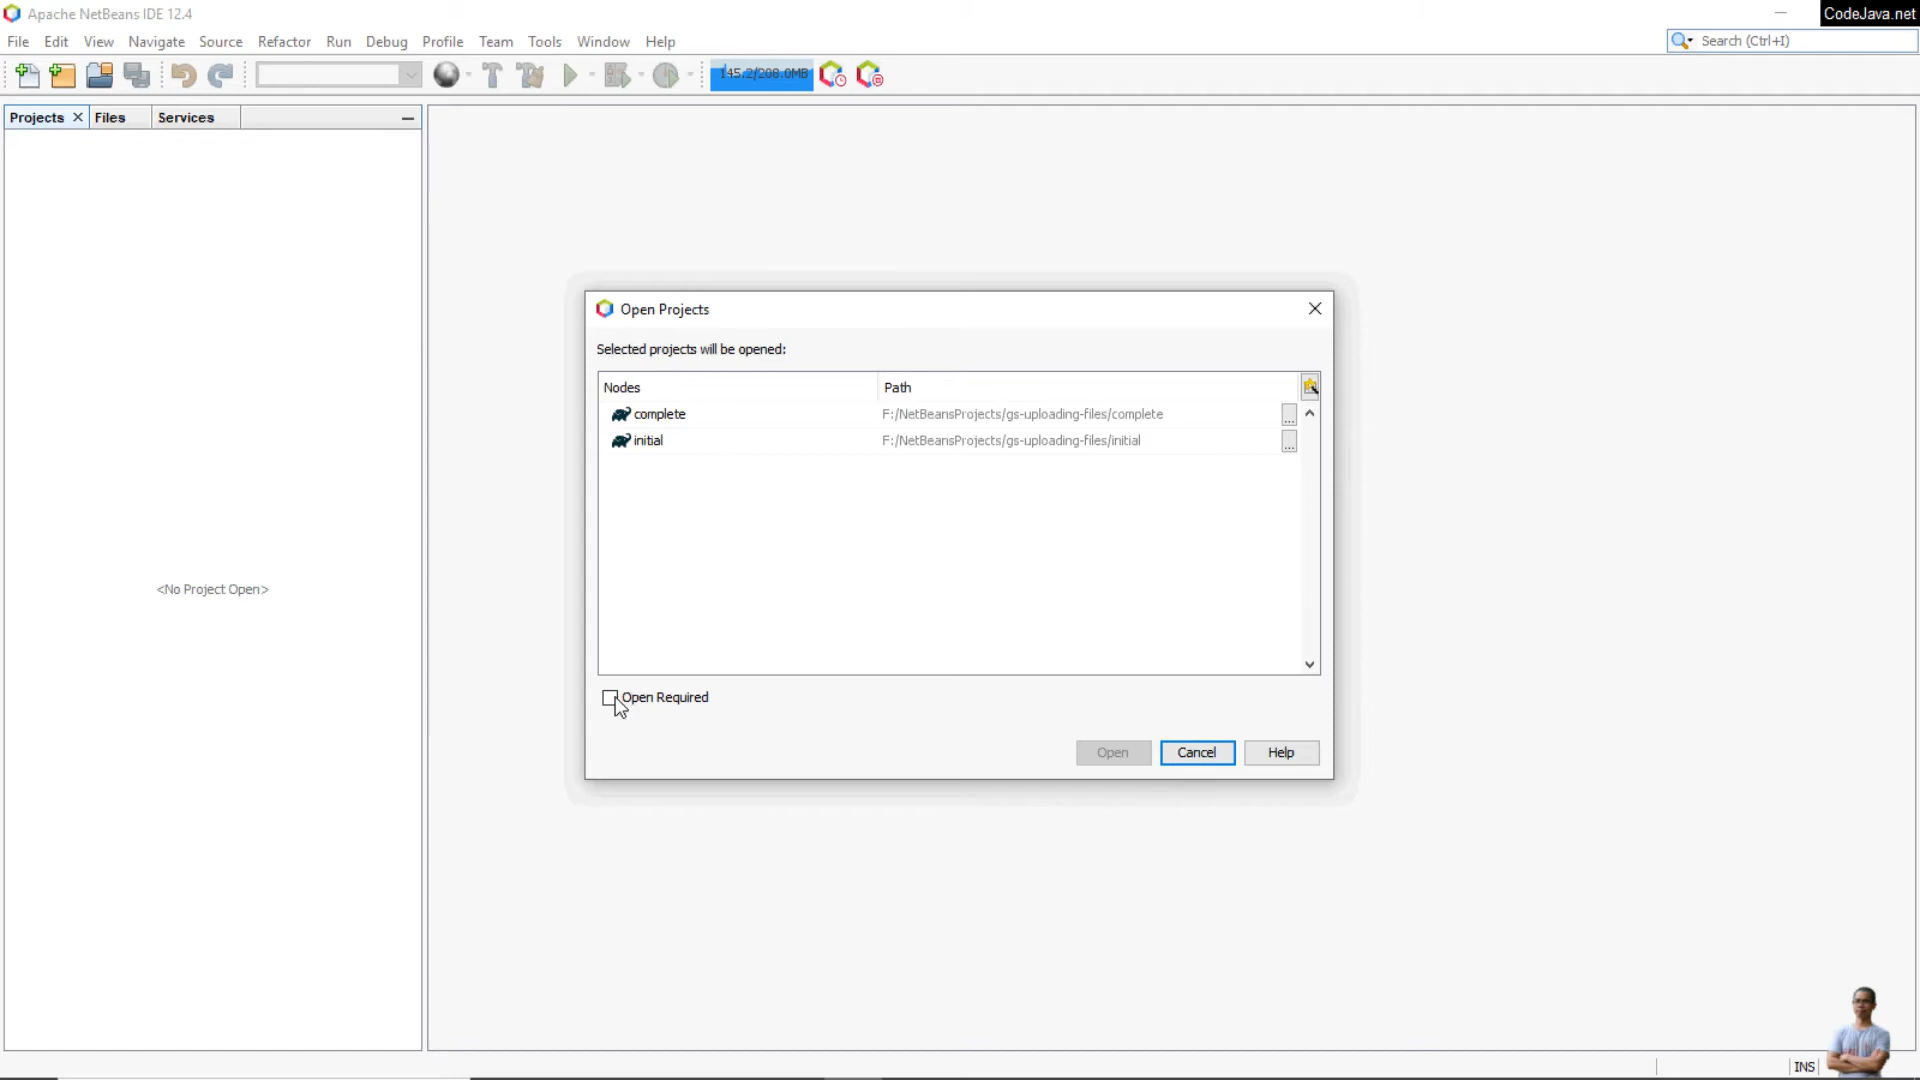 Apache NetBeans IDE 12.4
CodeJava.net
File Edit View Navigate Source Refactor Run Debug Profile Team Tools Window Help
Search (Ctrl+I)
145.2/208.0MB
Projects Files Services
<No Project Open>
Open Projects
Selected projects will be opened:
Nodes Path
complete F:/NetBeansProjects/gs-uploading-files/complete ...
initial F:/NetBeansProjects/gs-uploading-files/initial ...
Open Required
Open Cancel Help
INS